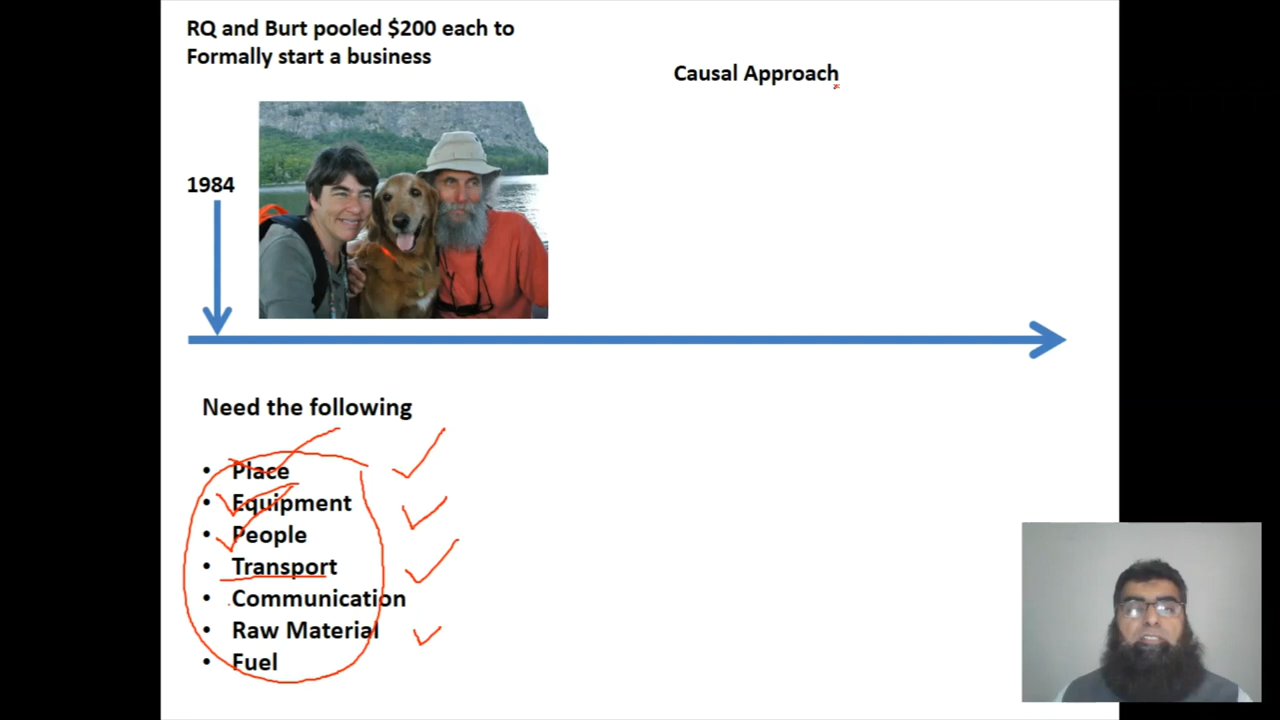 RQ and Burt pooled $200 each to
Formally start a business
Causal Approach
1984
Need the following
• Place
• Equipment
• People
• Transport
• Communication
• Raw Material
• Fuel